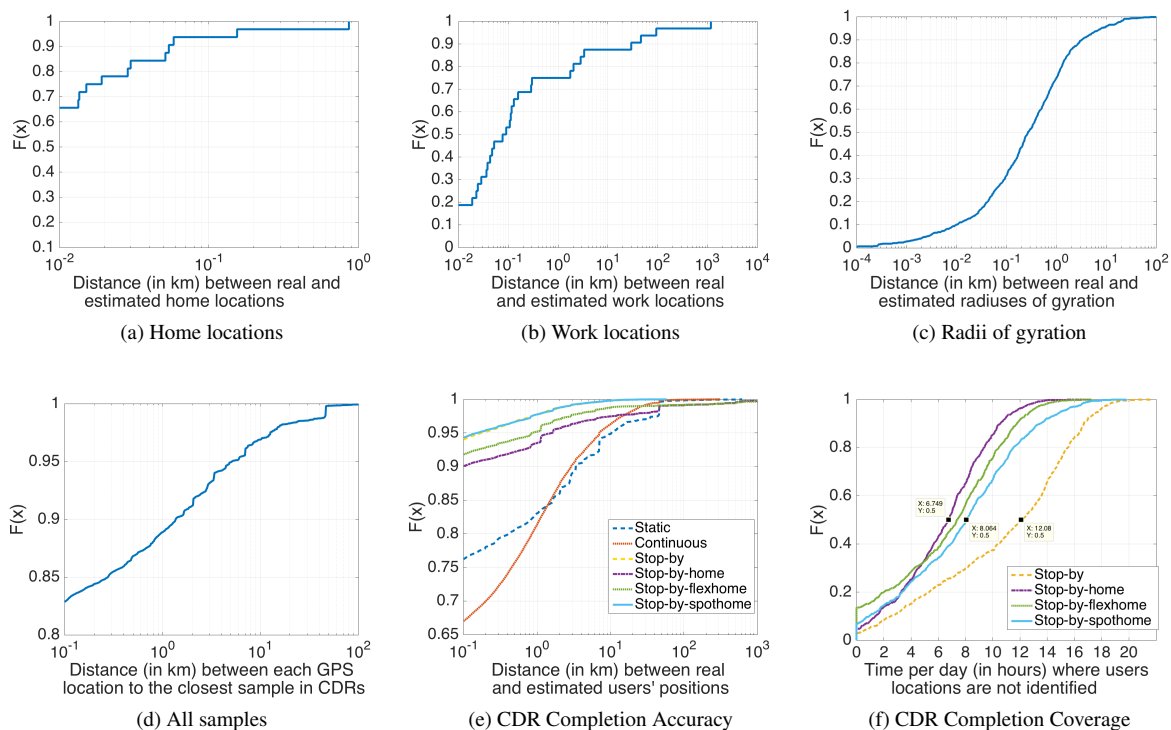 1
0.9
0.8
0.7
0.6
0.5
0.4
0.3
0.2
0.1
F(x)
10^-2 10^-1 10^0
Distance (in km) between real and
estimated home locations
(a) Home locations
1
0.9
0.8
0.7
0.6
0.5
0.4
0.3
0.2
0.1
0
F(x)
10^-2 10^-1 10^0 10^1 10^2 10^3 10^4
Distance (in km) between real
and estimated work locations
(b) Work locations
1
0.9
0.8
0.7
0.6
0.5
0.4
0.3
0.2
0.1
0
F(x)
10^-4 10^-3 10^-2 10^-1 10^0 10^1 10^2
Distance (in km) between real and
estimated radiuses of gyration
(c) Radii of gyration
1
0.95
0.9
0.85
0.8
F(x)
10^-1 10^0 10^1 10^2
Distance (in km) between each GPS
location to the closest sample in CDRs
(d) All samples
1
0.95
0.9
0.85
0.8
0.75
0.7
0.65
F(x)
Static
Continuous
Stop-by
Stop-by-home
Stop-by-flexhome
Stop-by-spothome
10^-1 10^0 10^1 10^2 10^3
Distance (in km) between real
and estimated users' positions
(e) CDR Completion Accuracy
1
0.8
0.6
0.4
0.2
0
F(x)
X: 6.749
Y: 0.5
X: 8.064
Y: 0.5
X: 12.08
Y: 0.5
Stop-by
Stop-by-home
Stop-by-flexhome
Stop-by-spothome
0 2 4 6 8 10 12 14 16 18 20
Time per day (in hours) where users
locations are not identified
(f) CDR Completion Coverage